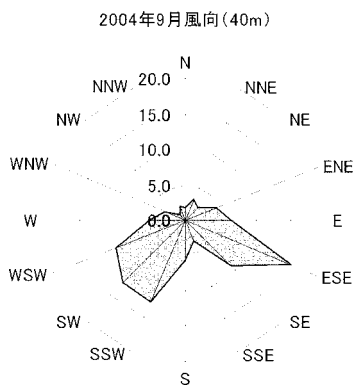 2004年9月風向(40m)
N
NNW
20.0
NNE
NW
15.0
NE
WNW
10.0
ENE
5.0
W
0.0
E
WSW
ESE
SW
SE
SSW
SSE
S